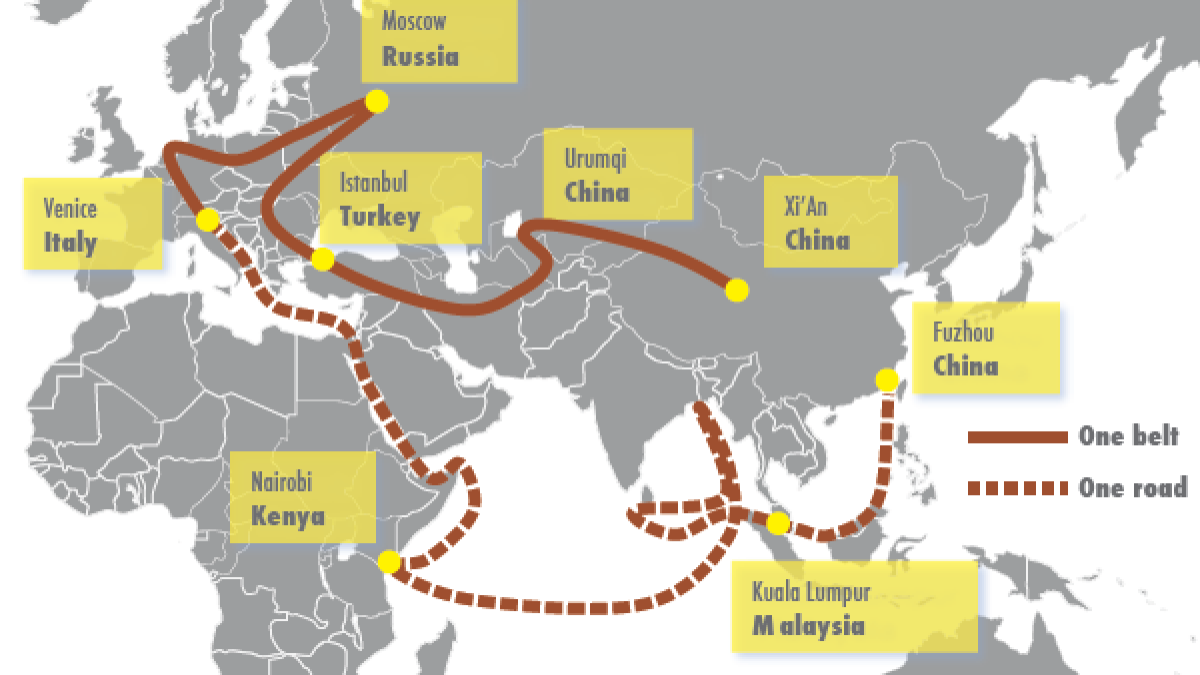 Moscow
Russia
Urumqi
China
Istanbul
Turkey
Xi'An
China
Venice
Italy
Fuzhou
China
One belt
One road
Nairobi
Kenya
Kuala Lumpur
Malaysia